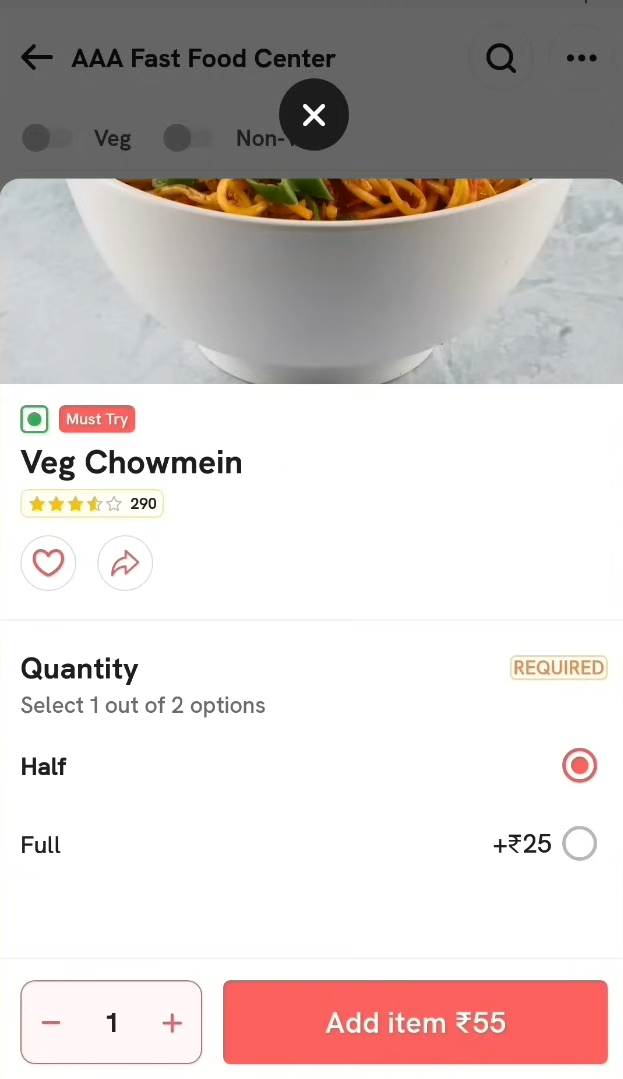 AAA Fast Food Center
Veg
Non-
Must Try
Veg Chowmein
290
Quantity
REQUIRED
Select 1 out of 2 options
Half
Full
+₹25
1
Add item ₹55